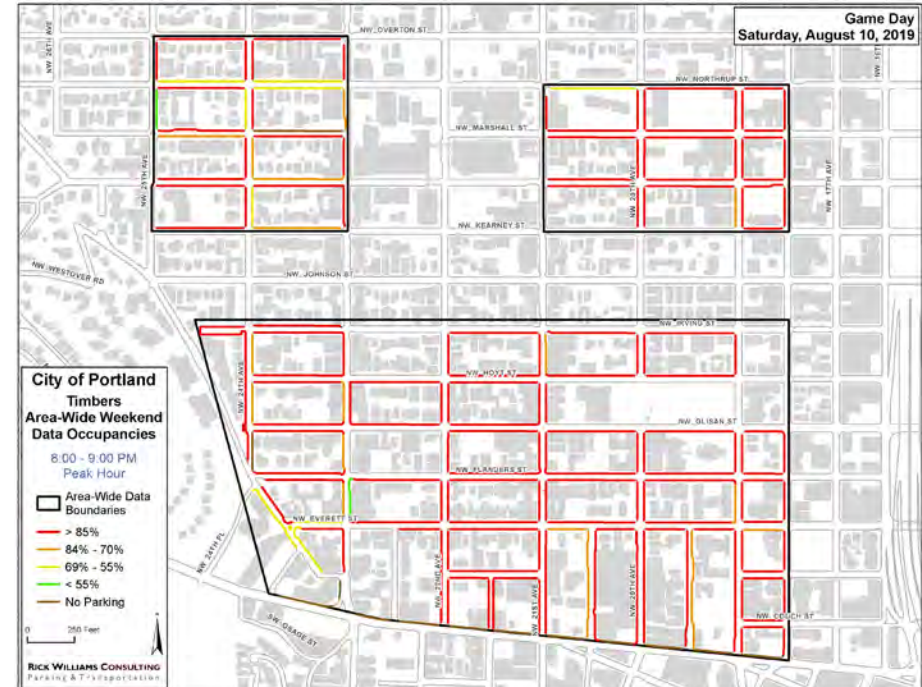 Game Day
Saturday, August 10, 2019
NW 26TH AVE
NW OVERTON ST
NW 16TH
NW NORTHRUP ST
NW MARSHALL ST
NW 25TH AVE
NW 20TH AVE
NW 17TH AVE
NW KEARNEY ST
NW WESTOVER RD
NW JOHNSON ST
NW IRVING ST
NW 24TH AVE
NW HOYT ST
NW GLISAN ST
NW FLANDERS ST
NW EVERETT ST
NW 24TH PL
NW 22ND AVE
NW 21ST AVE
NW 20TH AVE
NW COUCH ST
SW OSAGE ST
City of Portland
Timbers
Area-Wide Weekend
Data Occupancies
8:00 - 9:00 PM
Peak Hour
Area-Wide Data
Boundaries
> 85%
84% - 70%
69% - 55%
< 55%
No Parking
0 250 Feet
RICK WILLIAMS CONSULTING
Parking & Transportation